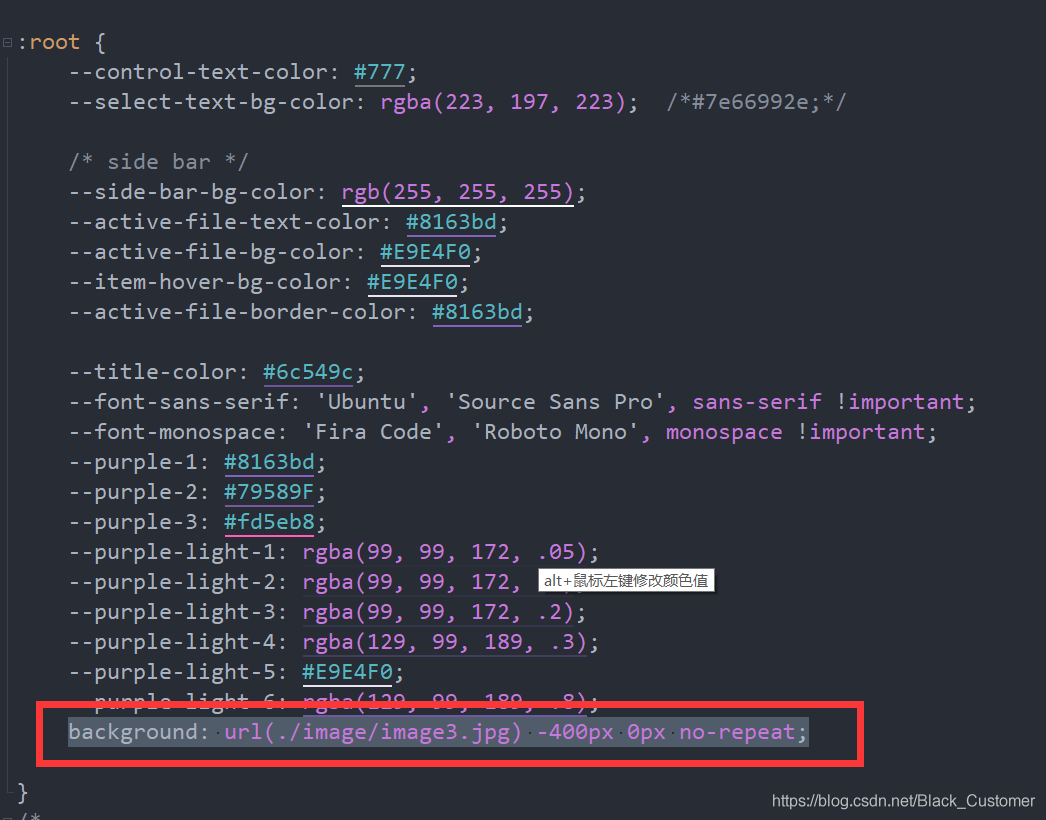 :root {
--control-text-color: #777;
--select-text-bg-color: rgba(223, 197, 223); /*#7e66992e;*/
/* side bar */
--side-bar-bg-color: rgb(255, 255, 255);
--active-file-text-color: #8163bd;
--active-file-bg-color: #E9E4F0;
--item-hover-bg-color: #E9E4F0;
--active-file-border-color: #8163bd;
--title-color: #6c549c;
--font-sans-serif: 'Ubuntu', 'Source Sans Pro', sans-serif !important;
--font-monospace: 'Fira Code', 'Roboto Mono', monospace !important;
--purple-1: #8163bd;
--purple-2: #79589F;
--purple-3: #fd5eb8;
--purple-light-1: rgba(99, 99, 172, .05);
--purple-light-2: rgba(99, 99, 172,
alt+鼠标左键修改颜色值
--purple-light-3: rgba(99, 99, 172, .2);
--purple-light-4: rgba(129, 99, 189, .3);
--purple-light-5: #E9E4F0;
--purple-light-6: rgba(129, 99, 189, .8);
background: url(./image/image3.jpg) -400px 0px no-repeat;
}
/*
https://blog.csdn.net/Black_Customer